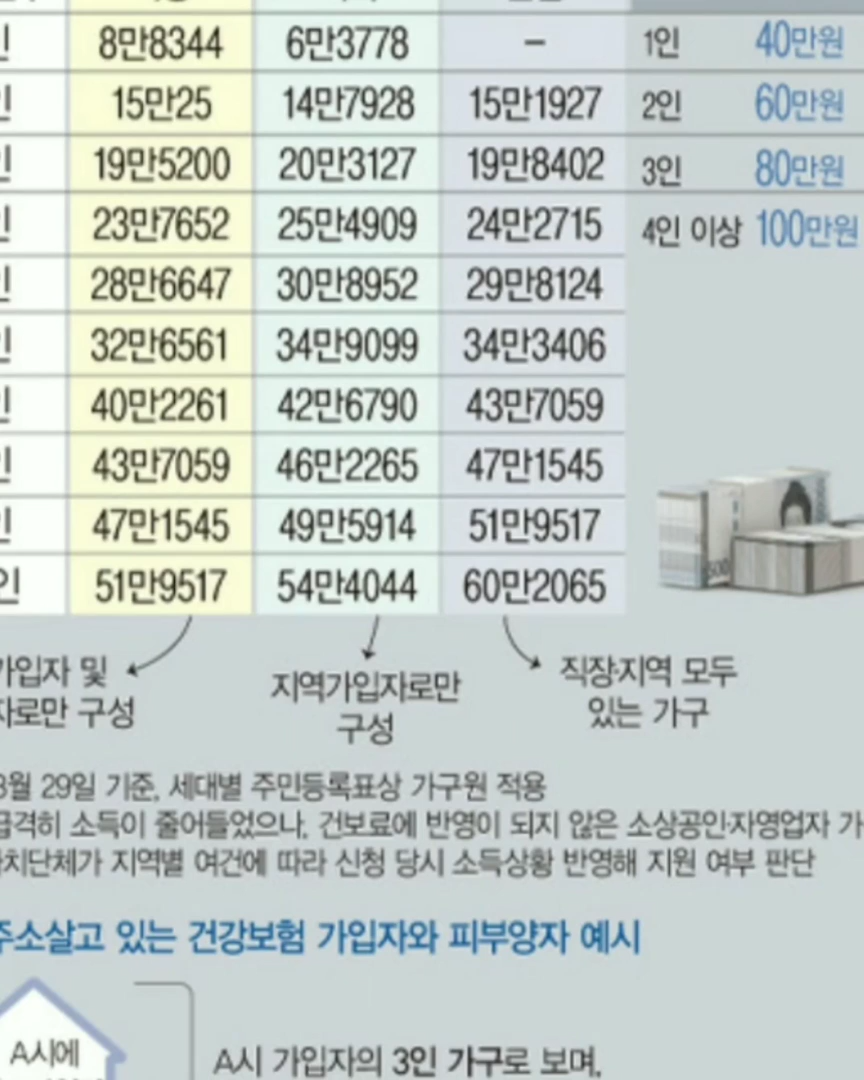 인 8만8344 6만3778 – 1인 40만원
인 15만25 14만7928 15만1927 2인 60만원
인 19만5200 20만3127 19만8402 3인 80만원
인 23만7652 25만4909 24만2715 4인 이상 100만원
인 28만6647 30만8952 29만8124
인 32만6561 34만9099 34만3406
인 40만2261 42만6790 43만7059
인 43만7059 46만2265 47만1545
인 47만1545 49만5914 51만9517
인 51만9517 54만4044 60만2065
가입자 및
자로만 구성
지역가입자로만
구성
직장·지역 모두
있는 가구
3월 29일 기준, 세대별 주민등록표상 가구원 적용
급격히 소득이 줄어들었으나, 건보료에 반영이 되지 않은 소상공인·자영업자 가
자치단체가 지역별 여건에 따라 신청 당시 소득상황 반영해 지원 여부 판단
주소살고 있는 건강보험 가입자와 피부양자 예시
A시에
A시 가입자의 3인 가구로 보며,